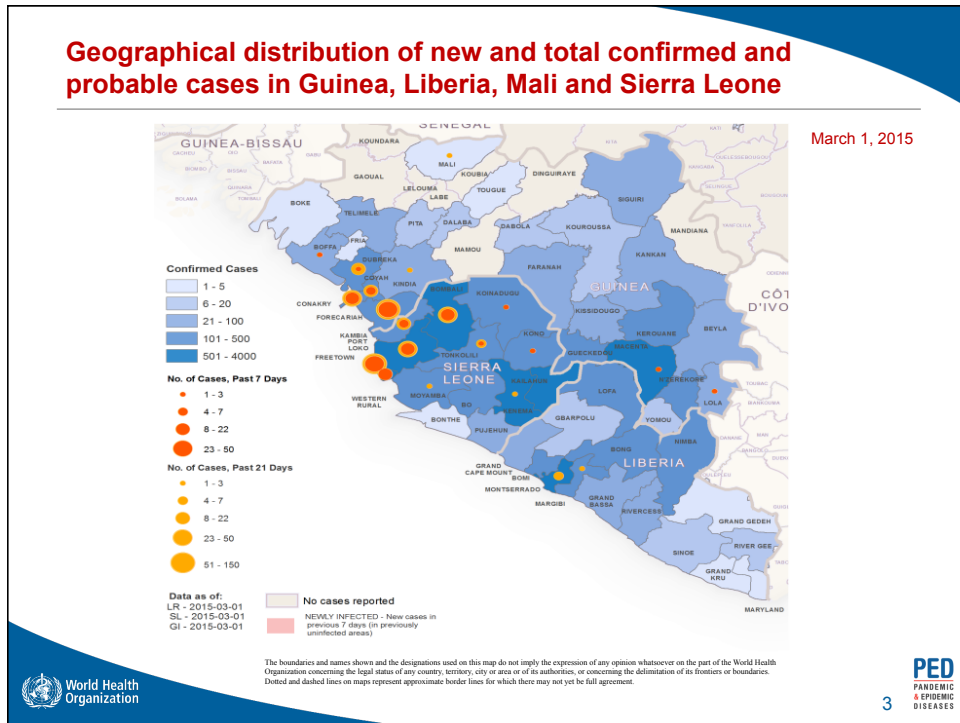 Geographical distribution of new and total confirmed and
probable cases in Guinea, Liberia, Mali and Sierra Leone
March 1, 2015
SENEGAL
GUINEA-BISSAU
KOUNDARA
MALI
KOUBIA
GAOUAL
LELOUMA
LABE
TOUGUE
DINGUIRAYE
SIGUIRI
BOKE
TELIMELE
PITA
DALABA
DABOLA
KOUROUSSA
MANDIANA
FRIA
BOFFA
MAMOU
KANKAN
DUBREKA
FARANAH
COYAH
KINDIA
GUINEA
CONAKRY
BOMBALI
KOINADUGU
FORECARIAH
KISSIDOUGO
CÔT
D'IVO
KAMBIA
PORT
LOKO
KONO
KEROUANE
BEYLA
FREETOWN
TONKOLILI
GUECKEDOU
MACENTA
SIERRA
LEONE
KAILAHUN
NZEREKORE
WESTERN
RURAL
MOYAMBA
BO
KENEMA
LOFA
LOLA
BONTHE
PUJEHUN
GBARPOLU
YOMOU
NIMBA
BONG
LIBERIA
GRAND
CAPE MOUNT
BOMI
MONTSERRADO
MARGIBI
GRAND
BASSA
RIVERCESS
GRAND GEDEH
SINOE
RIVER GEE
GRAND
KRU
MARYLAND
Confirmed Cases
1 - 5
6 - 20
21 - 100
101 - 500
501 - 4000
No. of Cases, Past 7 Days
1 - 3
4 - 7
8 - 22
23 - 50
No. of Cases, Past 21 Days
1 - 3
4 - 7
8 - 22
23 - 50
51 - 150
Data as of:
LR - 2015-03-01
SL - 2015-03-01
GI - 2015-03-01
No cases reported
NEWLY INFECTED - New cases in
previous 7 days (in previously
uninfected areas)
The boundaries and names shown and the designations used on this map do not imply the expression of any opinion whatsoever on the part of the World Health
Organization concerning the legal status of any country, territory, city or area or of its authorities, or concerning the delimitation of its frontiers or boundaries.
Dotted and dashed lines on maps represent approximate border lines for which there may not yet be full agreement.
World Health
Organization
3
PED
PANDEMIC
& EPIDEMIC
DISEASES